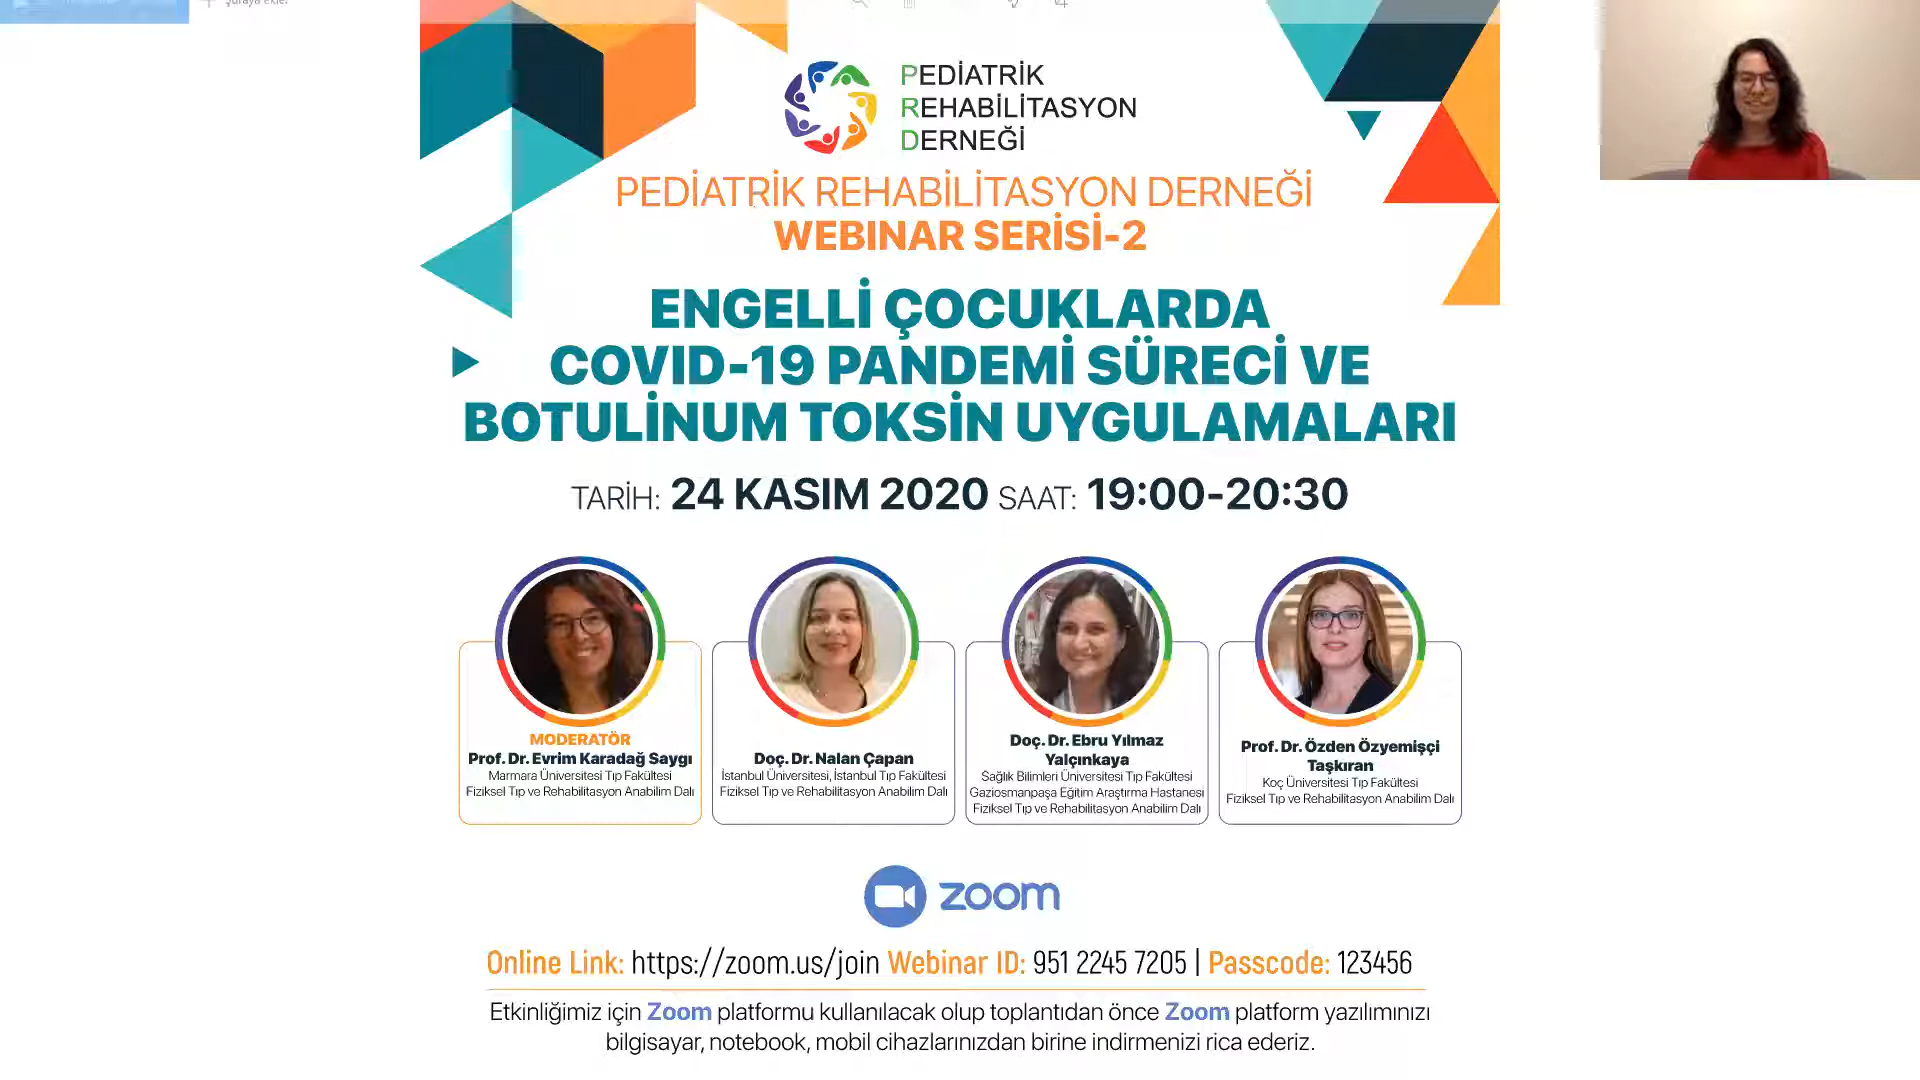 PEDİATRİK
REHABİLİTASYON
DERNEĞİ
PEDİATRİK REHABİLİTASYON DERNEĞİ
WEBINAR SERİSİ-2
ENGELLİ ÇOCUKLARDA
COVID-19 PANDEMİ SÜRECİ VE
BOTULİNUM TOKSİN UYGULAMALARI
TARİH: 24 KASIM 2020 SAAT: 19:00-20:30
MODERATÖR
Prof. Dr. Evrim Karadağ Saygı
Marmara Üniversitesi Tıp Fakültesi
Fiziksel Tıp ve Rehabilitasyon Anabilim Dalı
Doç. Dr. Nalan Çapan
İstanbul Üniversitesi, İstanbul Tıp Fakültesi
Fiziksel Tıp ve Rehabilitasyon Anabilim Dalı
Doç. Dr. Ebru Yılmaz
Yalçınkaya
Sağlık Bilimleri Üniversitesi Tıp Fakültesi
Gaziosmanpaşa Eğitim Araştırma Hastanesi
Fiziksel Tıp ve Rehabilitasyon Anabilim Dalı
Prof. Dr. Özden Özyemişçi
Taşkıran
Koç Üniversitesi Tıp Fakültesi
Fiziksel Tıp ve Rehabilitasyon Anabilim Dalı
zoom
Online Link: https://zoom.us/join Webinar ID: 951 2245 7205 | Passcode: 123456
Etkinliğimiz için Zoom platformu kullanılacak olup toplantıdan önce Zoom platform yazılımınızı
bilgisayar, notebook, mobil cihazlarınızdan birine indirmenizi rica ederiz.